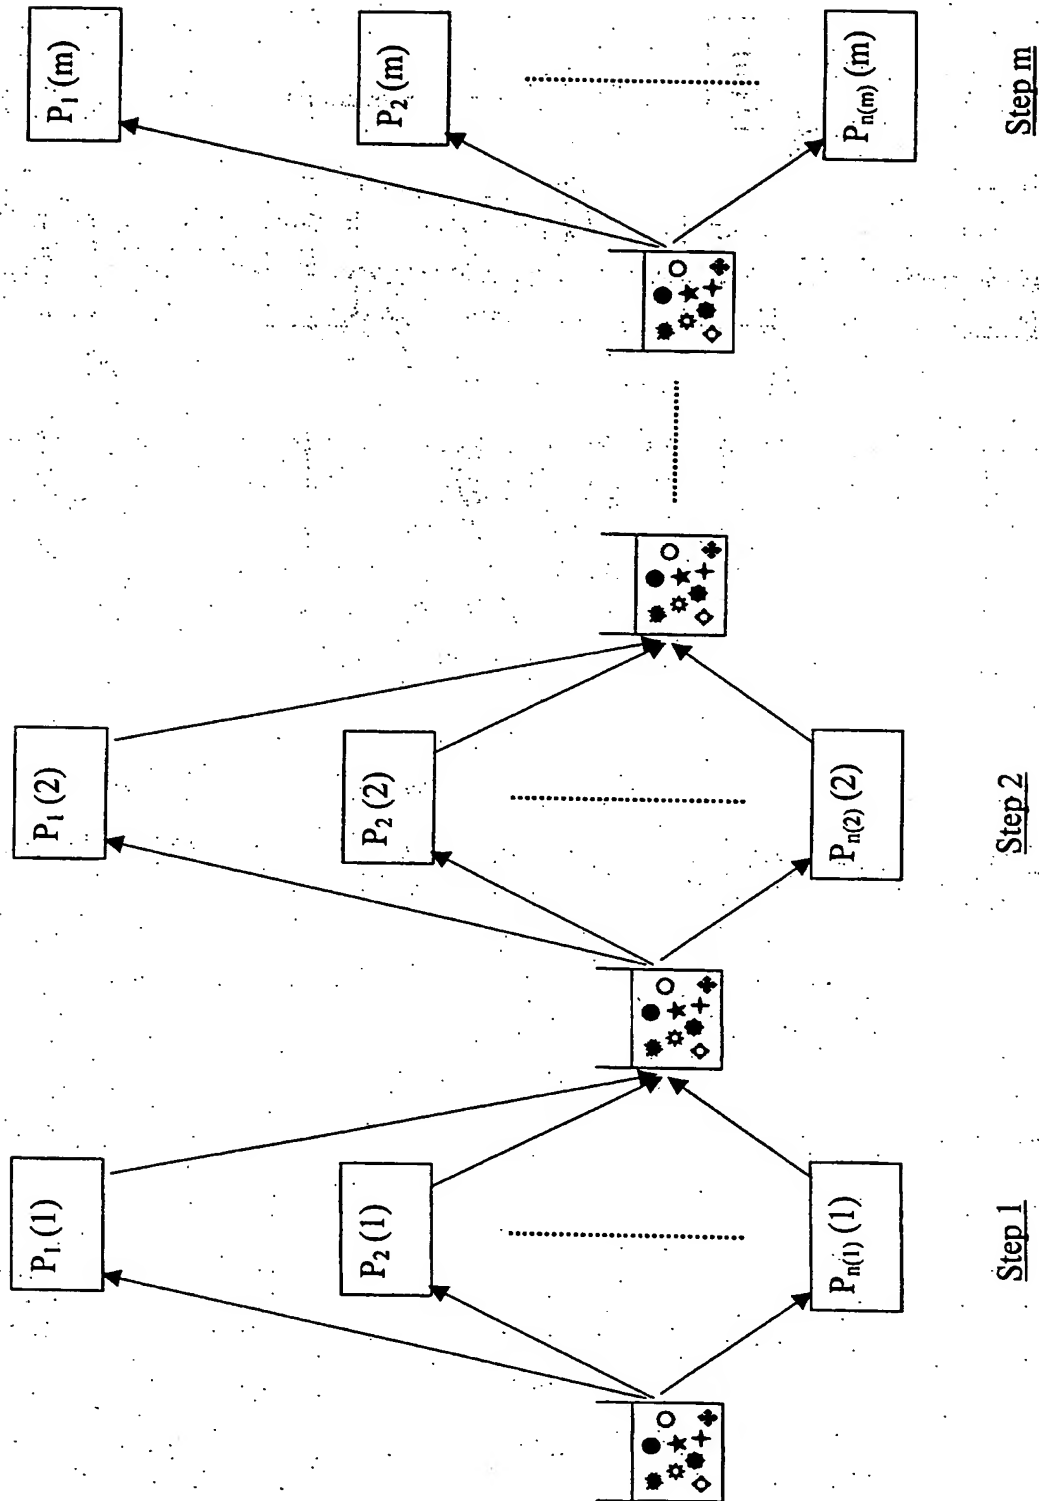 P₁ (1)
P₂ (1)
Pₙ₍₁₎ (1)
Step 1
P₁ (2)
P₂ (2)
Pₙ₍₂₎ (2)
Step 2
P₁ (m)
P₂ (m)
Pₙ₍ₘ₎ (m)
Step m